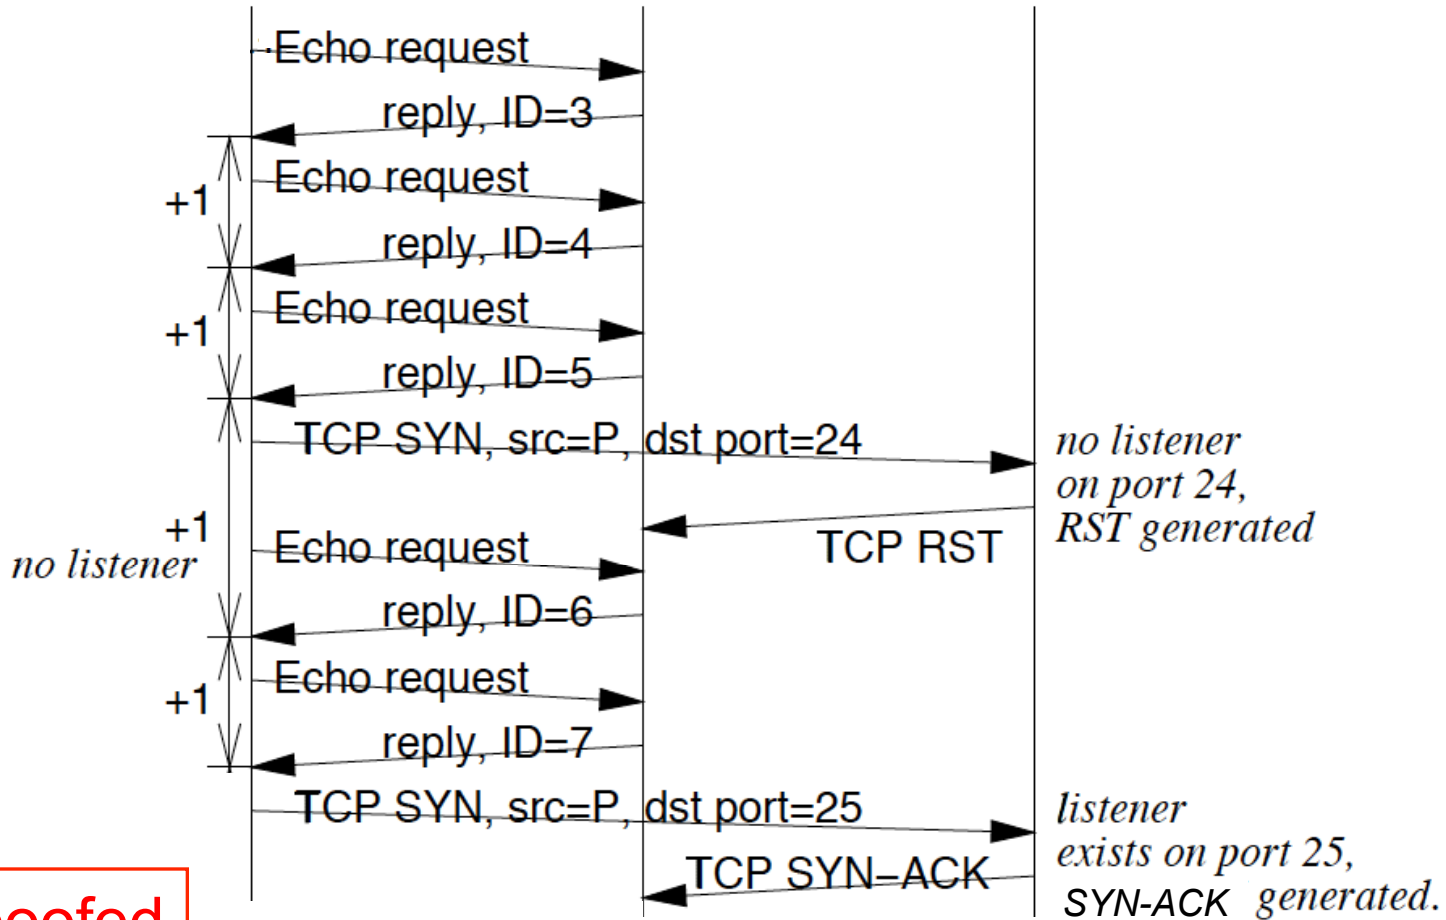 Echo request
reply, ID=3
+1
Echo request
reply, ID=4
+1
Echo request
reply, ID=5
TCP SYN, src=P, dst port=24
no listener
on port 24,
RST generated
+1
no listener
TCP RST
Echo request
reply, ID=6
+1
Echo request
reply, ID=7
TCP SYN, src=P, dst port=25
listener
exists on port 25,
SYN-ACK generated.
TCP SYN–ACK